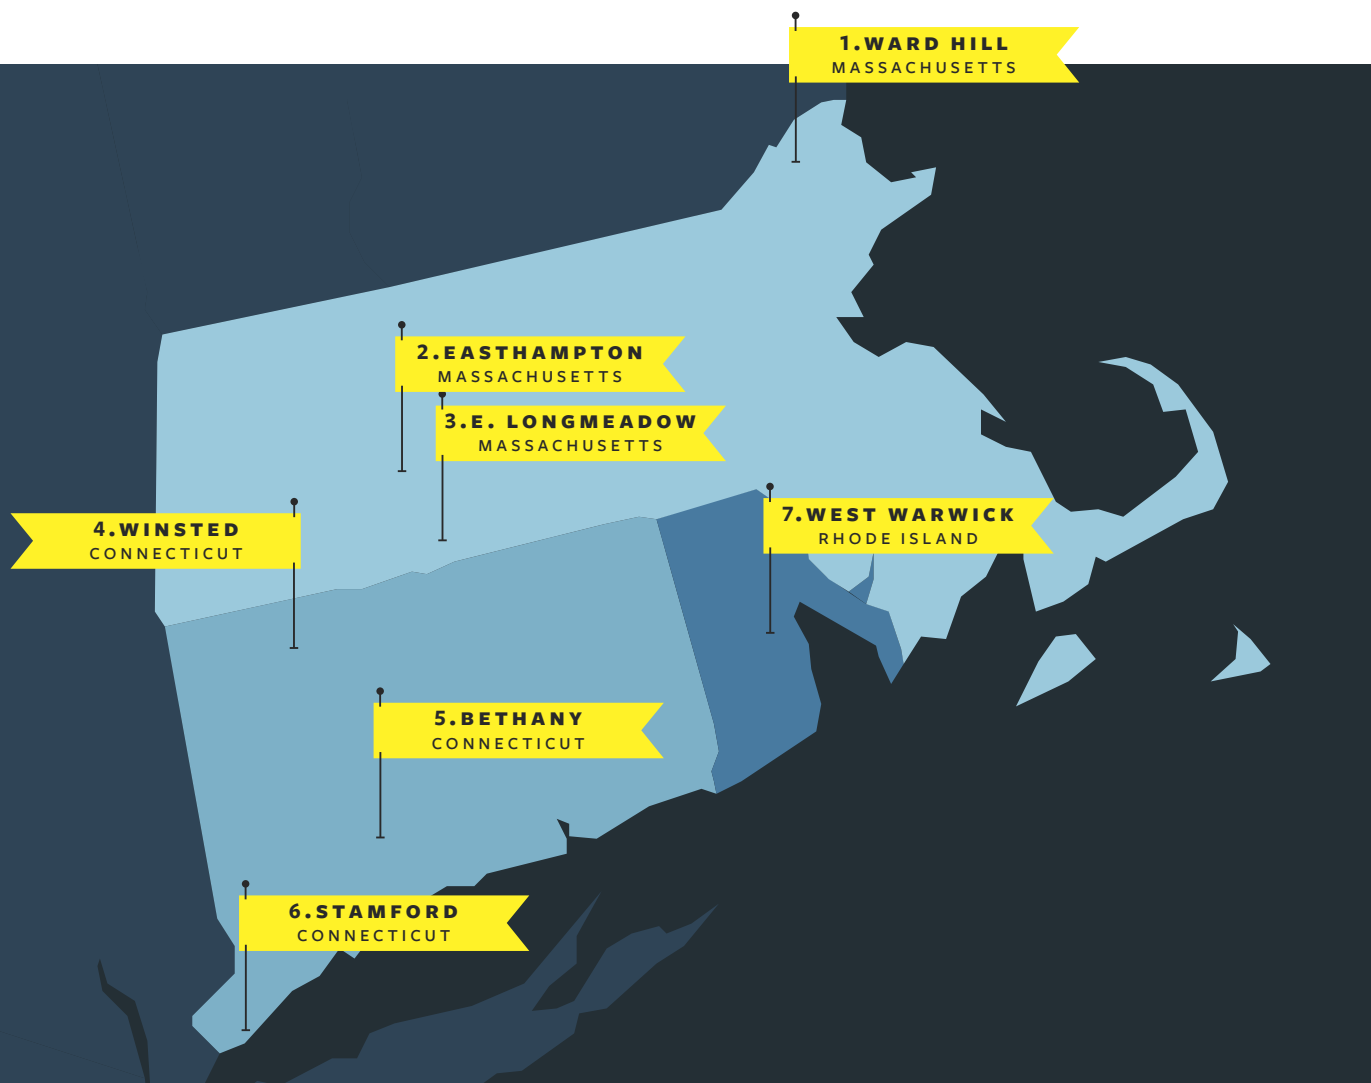 1.WARD HILL
MASSACHUSETTS
2.EASTHAMPTON
MASSACHUSETTS
3.E. LONGMEADOW
MASSACHUSETTS
4.WINSTED
CONNECTICUT
7.WEST WARWICK
RHODE ISLAND
5.BETHANY
CONNECTICUT
6.STAMFORD
CONNECTICUT